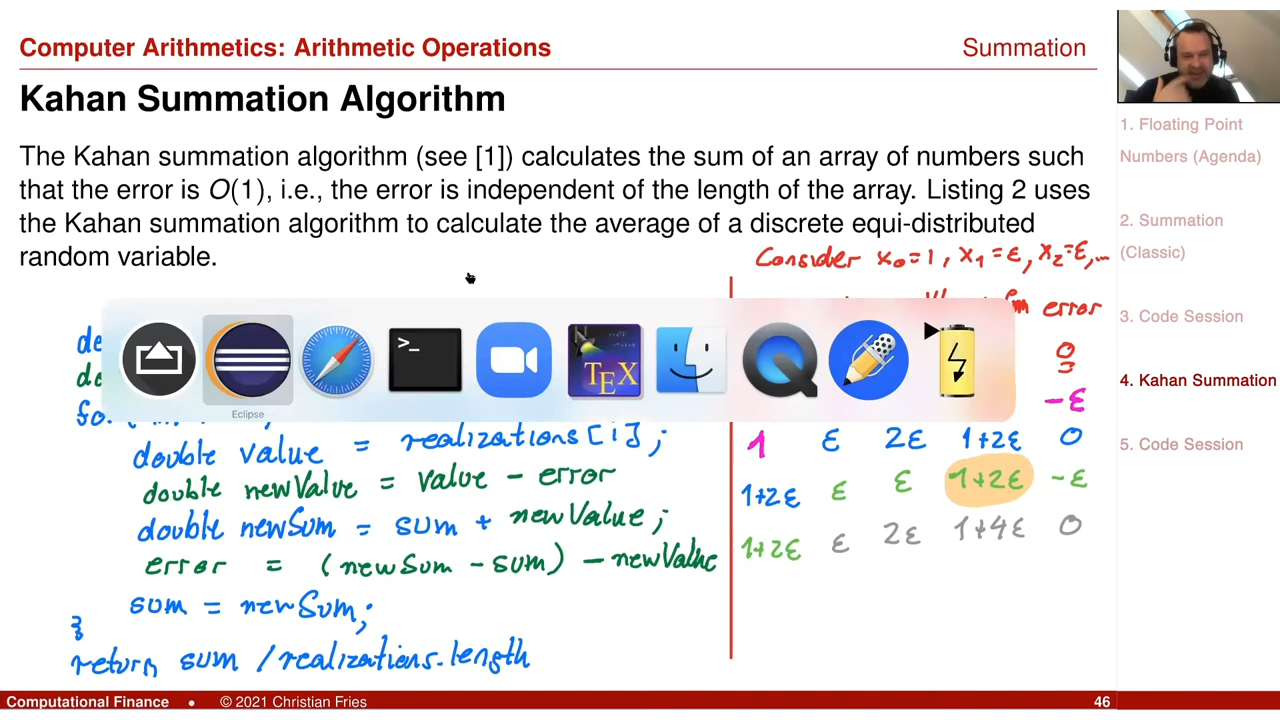 Computer Arithmetics: Arithmetic Operations
Summation
Kahan Summation Algorithm
The Kahan summation algorithm (see [1]) calculates the sum of an array of numbers such
that the error is O(1), i.e., the error is independent of the length of the array. Listing 2 uses
the Kahan summation algorithm to calculate the average of a discrete equi-distributed
random variable.
Consider x₀=1, x₁=ε, x₂=ε,...
error
0
Eclipse
-ε
double value = realizations[i];
1 ε 2ε 1+2ε 0
double newValue = value - error
1+2ε ε ε 1+2ε -ε
double newSum = sum + newValue;
1+2ε ε 2ε 1+4ε 0
error = (newSum - sum) - newValue
sum = newSum;
}
return sum / realizations.length
1. Floating Point
Numbers (Agenda)
2. Summation
(Classic)
3. Code Session
4. Kahan Summation
5. Code Session
>_
TEX
Computational Finance • © 2021 Christian Fries 46